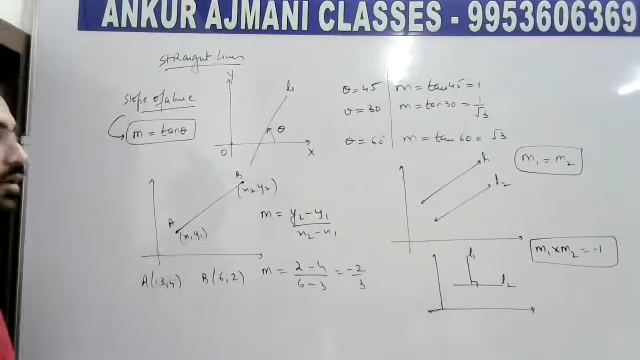 ANKUR AJMANI CLASSES - 9953606369
Straight Lines
Slope of a line
m = tanθ
Y
l1
θ
O
X
θ = 45° m = tan45 = 1
θ = 30 m = tan30 = 1/√3
θ = 60° m = tan 60 = √3
A
(x1 y1)
B
(x2 y2)
m = y2 - y1 / x2 - x1
A(3,4) B(6,2) m = 2-4 / 6-3 = -2/3
l1
l2
m1 = m2
l1
l2
m1 x m2 = -1